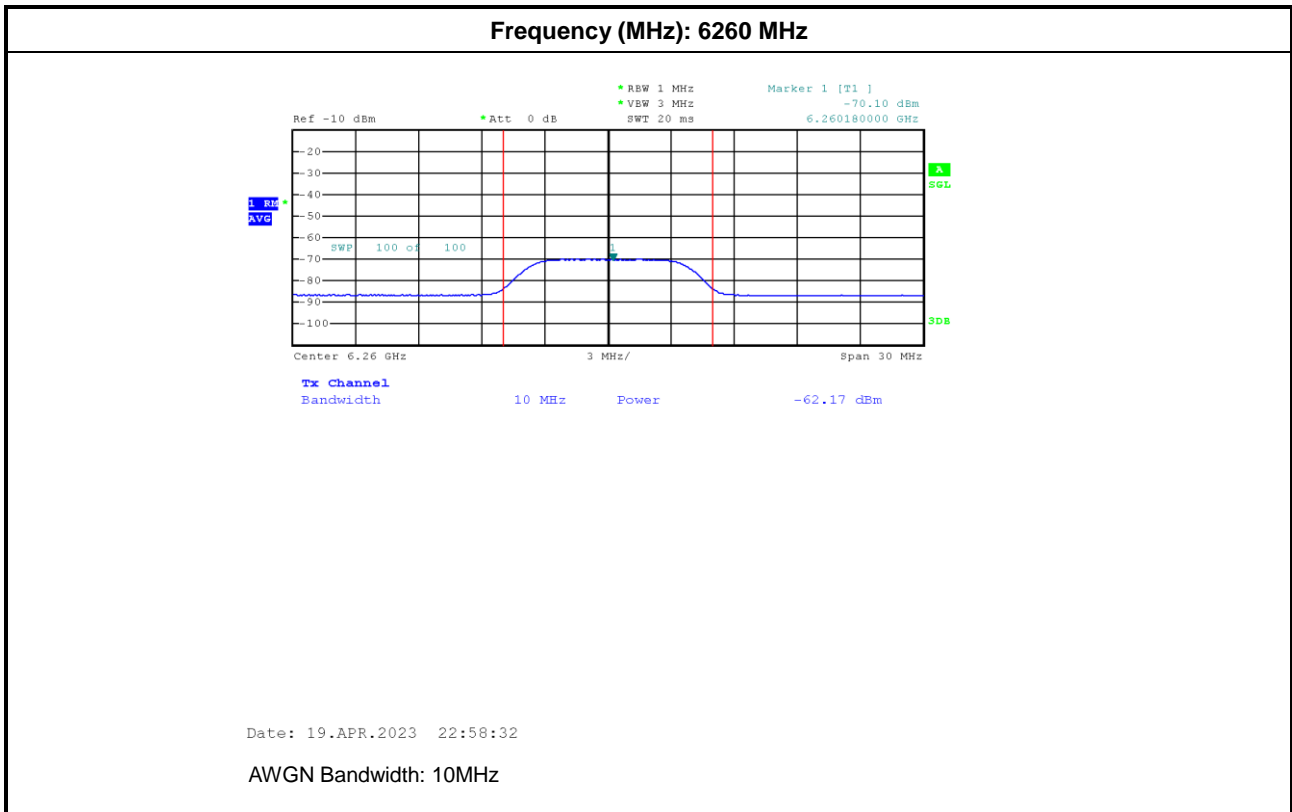 Frequency (MHz): 6260 MHz
* RBW 1 MHz Marker 1 [T1 ]
* VBW 3 MHz -70.10 dBm
Ref -10 dBm * Att 0 dB SWT 20 ms 6.260180000 GHz
-20
-30
A
SGL
-40
1 RM *
AVG
-50
-60
SWP 100 of 100 1
-70
-80
-90
-100
3DB
Center 6.26 GHz 3 MHz/ Span 30 MHz
Tx Channel
Bandwidth 10 MHz Power -62.17 dBm
Date: 19.APR.2023 22:58:32
AWGN Bandwidth: 10MHz